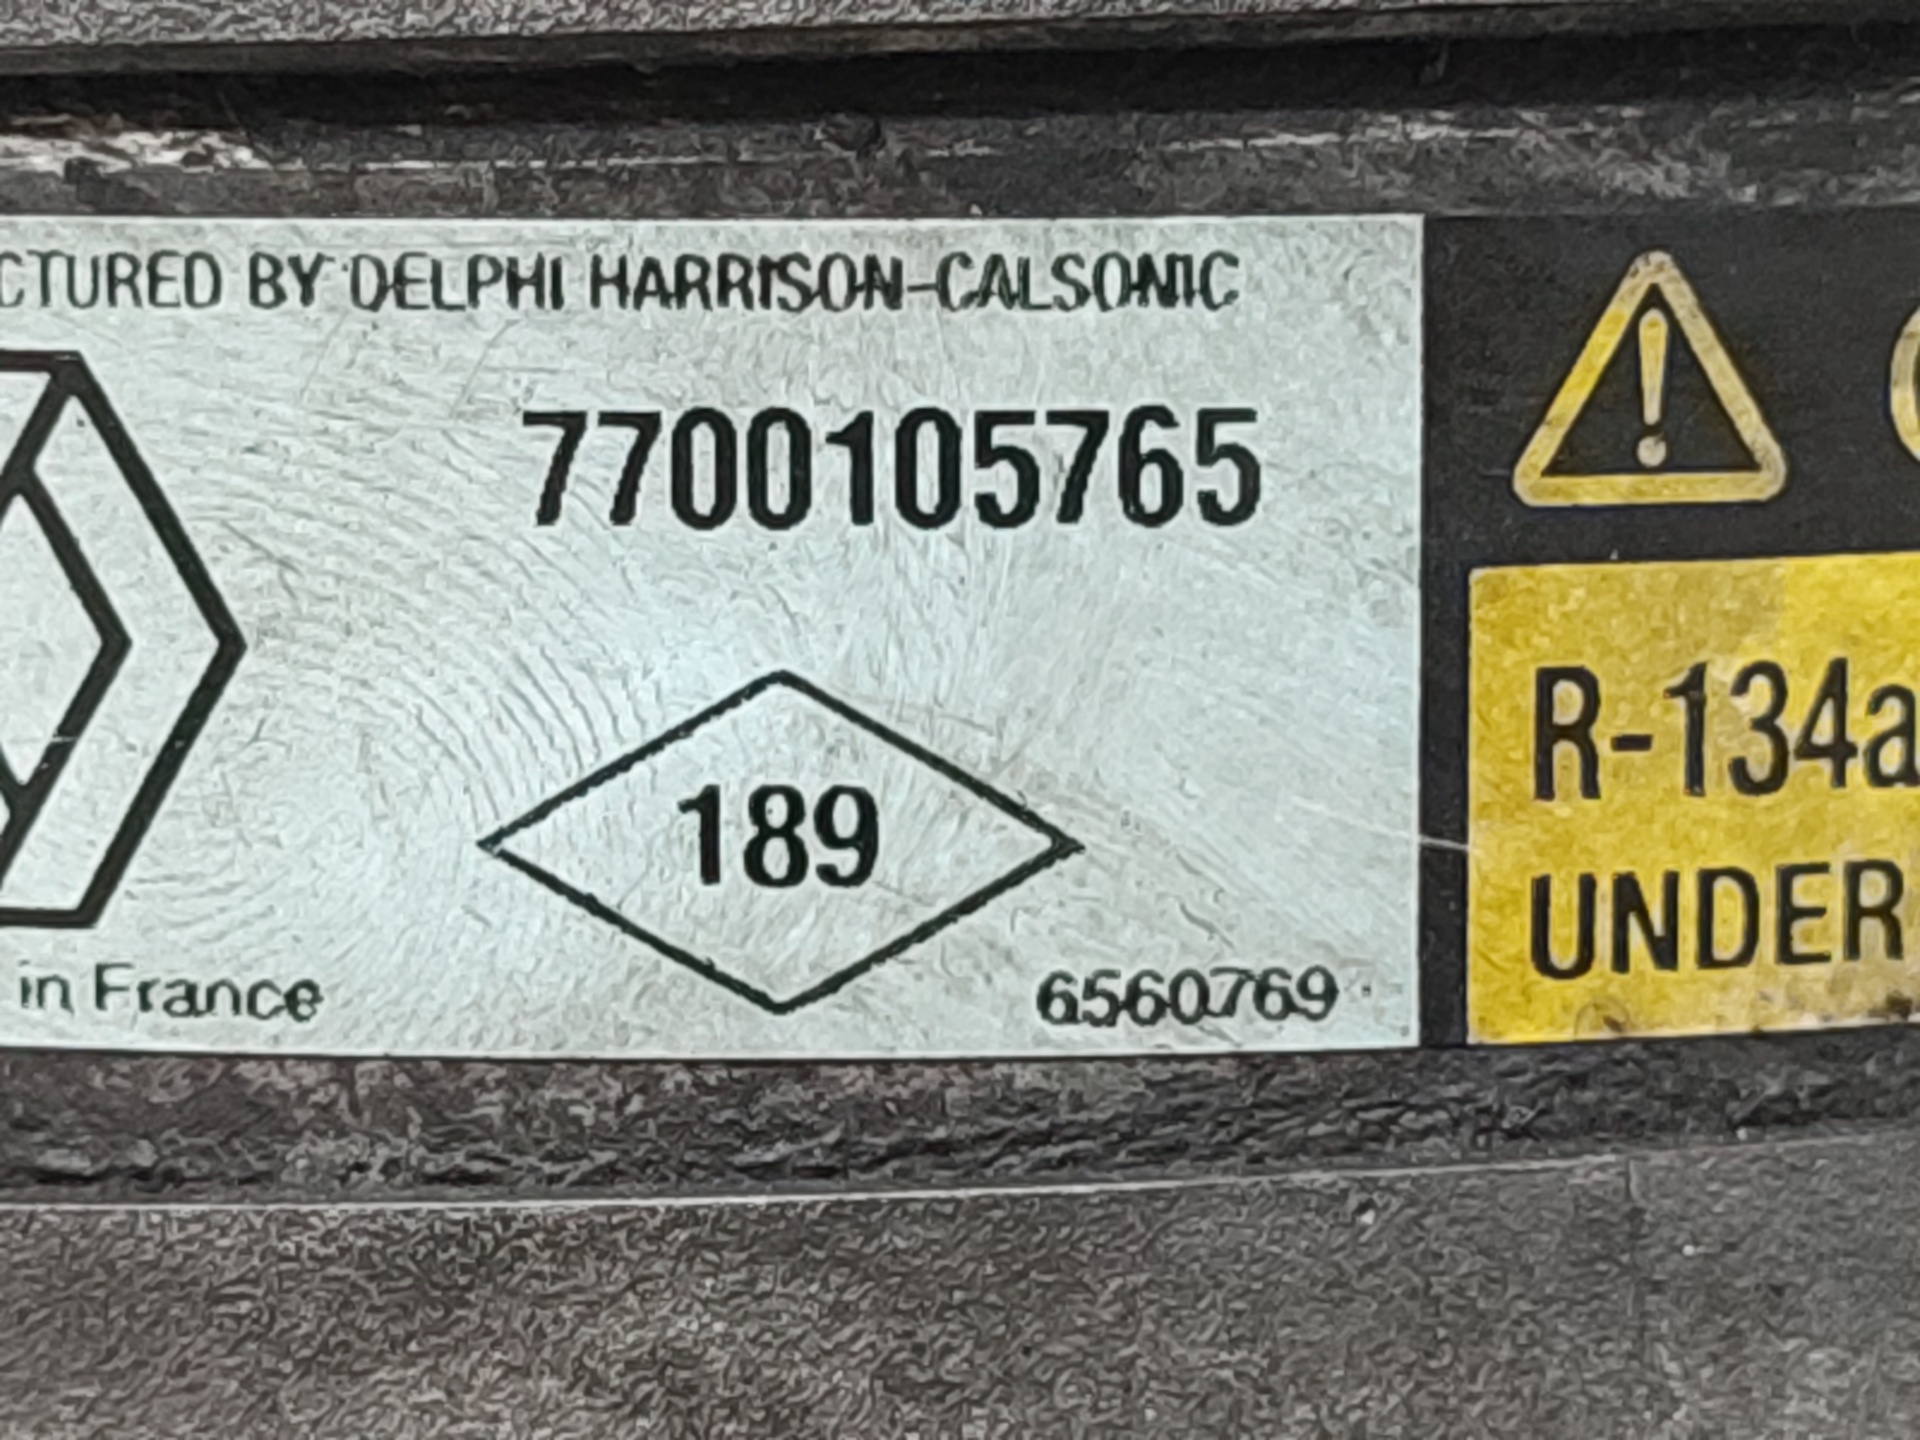 CTURED BY DELPHI HARRISON-CALSONIC
7700105765
189
in France
6560769
R-134a
UNDER